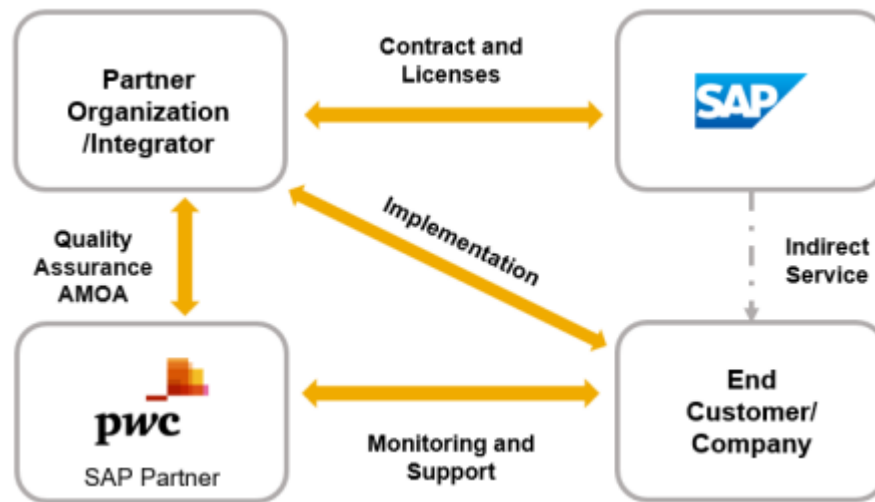 Partner
Organization
/Integrator
Contract and
Licenses
SAP
Implementation
Quality
Assurance
AMOA
Indirect
Service
pwc
SAP Partner
Monitoring and
Support
End
Customer/
Company